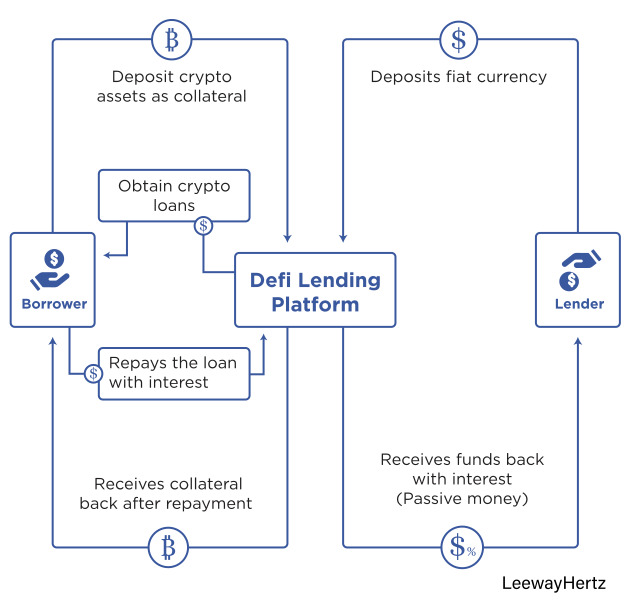 Deposit crypto
assets as collateral
Deposits fiat currency
Obtain crypto
loans
$
$
Borrower
Defi Lending
Platform
$
Lender
$
Repays the loan
with interest
$
Receives collateral
back after repayment
Receives funds back
with interest
(Passive money)
₿
$%
₿
$
LeewayHertz